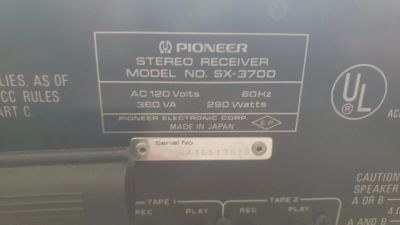 PIONEER
STEREO RECEIVER
MODEL NO. SX-3700
AC 120 Volts 60Hz
360 VA 290 Watts
PIONEER ELECTRONIC CORP.
MADE IN JAPAN
LIES, AS OF
CC RULES
ART C.
UL
Serial No.
TAPE 1
REC PLAY
TAPE 2
REC PLAY
CAUTION
SPEAKER
A OR B
A OR B